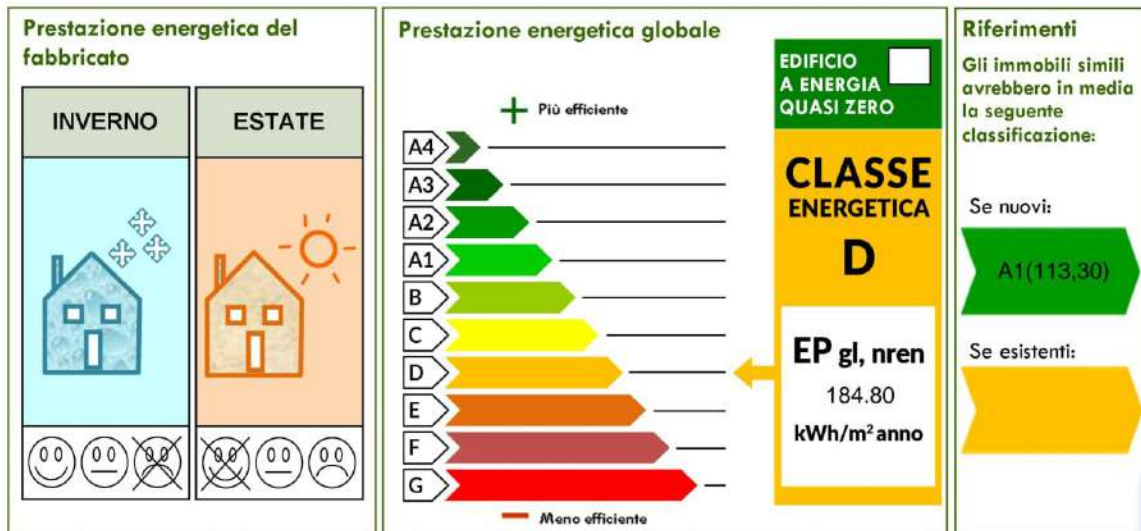 Prestazione energetica del
fabbricato
INVERNO
ESTATE
Prestazione energetica globale
Più efficiente
A4
A3
A2
A1
B
C
D
E
F
G
Meno efficiente
EDIFICIO
A ENERGIA
QUASI ZERO
CLASSE
ENERGETICA
D
EP gl, nren
184.80
kWh/m² anno
Riferimenti
Gli immobili simili
avrebbero in media
la seguente
classificazione:
Se nuovi:
A1(113,30)
Se esistenti: